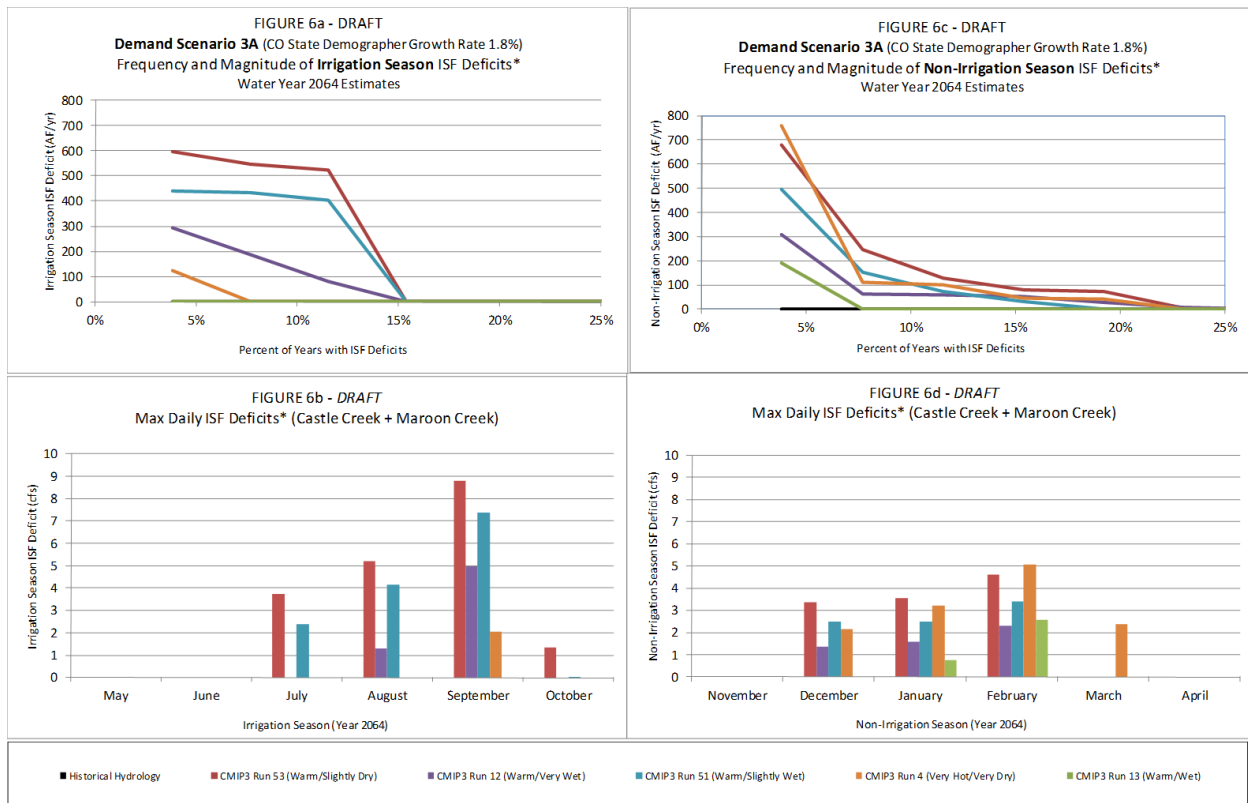 FIGURE 6a - DRAFT
Demand Scenario 3A (CO State Demographer Growth Rate 1.8%)
Frequency and Magnitude of Irrigation Season ISF Deficits*
Water Year 2064 Estimates
Irrigation Season ISF Deficit (AF/yr)
800
700
600
500
400
300
200
100
0
0% 5% 10% 15% 20% 25%
Percent of Years with ISF Deficits
FIGURE 6c - DRAFT
Demand Scenario 3A (CO State Demographer Growth Rate 1.8%)
Frequency and Magnitude of Non-Irrigation Season ISF Deficits*
Water Year 2064 Estimates
Non-Irrigation Season ISF Deficit (AF/yr)
800
700
600
500
400
300
200
100
0
0% 5% 10% 15% 20% 25%
Percent of Years with ISF Deficits
FIGURE 6b - DRAFT
Max Daily ISF Deficits* (Castle Creek + Maroon Creek)
Irrigation Season ISF Deficit (cfs)
10
9
8
7
6
5
4
3
2
1
0
May June July August September October
Irrigation Season (Year 2064)
FIGURE 6d - DRAFT
Max Daily ISF Deficits* (Castle Creek + Maroon Creek)
Non-Irrigation Season ISF Deficit (cfs)
10
9
8
7
6
5
4
3
2
1
0
November December January February March April
Non-Irrigation Season (Year 2064)
Historical Hydrology CMIP3 Run 53 (Warm/Slightly Dry) CMIP3 Run 12 (Warm/Very Wet) CMIP3 Run 51 (Warm/Slightly Wet) CMIP3 Run 4 (Very Hot/Very Dry) CMIP3 Run 13 (Warm/Wet)